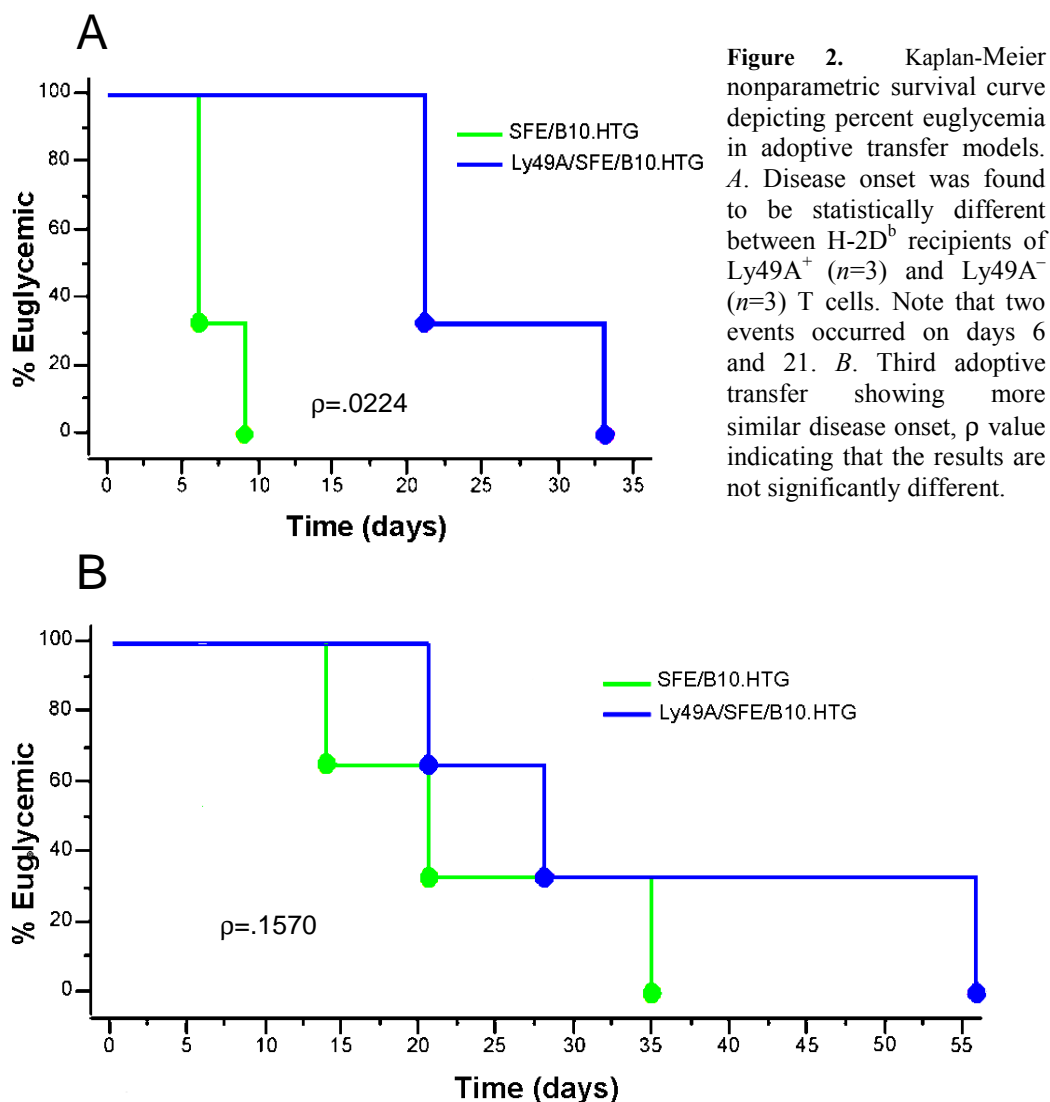 A
100
80
60
40
20
0
% Euglycemic
SFE/B10.HTG
Ly49A/SFE/B10.HTG
ρ=.0224
0 5 10 15 20 25 30 35
Time (days)
Figure 2. Kaplan-Meier
nonparametric survival curve
depicting percent euglycemia
in adoptive transfer models.
A. Disease onset was found
to be statistically different
between H-2Dᵇ recipients of
Ly49A⁺ (n=3) and Ly49A⁻
(n=3) T cells. Note that two
events occurred on days 6
and 21. B. Third adoptive
transfer showing more
similar disease onset, ρ value
indicating that the results are
not significantly different.
B
100
80
60
40
20
0
% Euglycemic
SFE/B10.HTG
Ly49A/SFE/B10.HTG
ρ=.1570
0 5 10 15 20 25 30 35 40 45 50 55
Time (days)